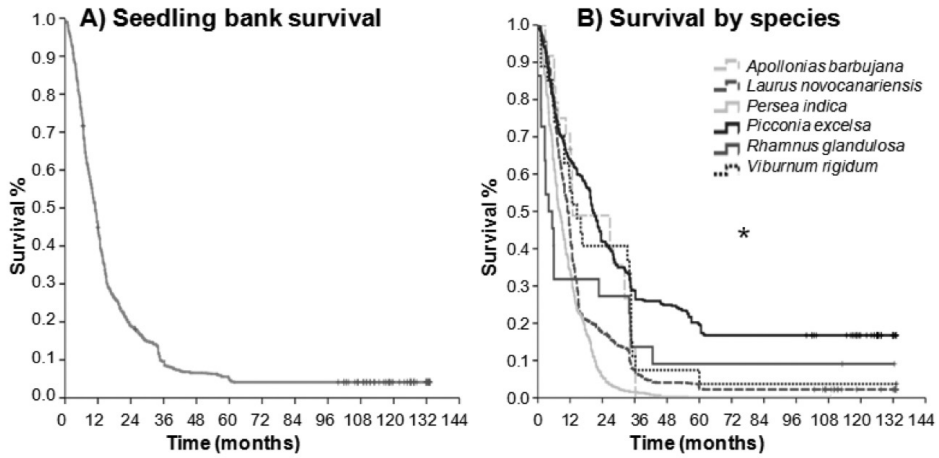 A) Seedling bank survival
1.0
0.9
0.8
0.7
0.6
0.5
0.4
0.3
0.2
0.1
0.0
Survival %
0 12 24 36 48 60 72 84 96 108 120 132 144
Time (months)
B) Survival by species
Apollonias barbujana
Laurus novocanariensis
Persea indica
Picconia excelsa
Rhamnus glandulosa
Viburnum rigidum
*
1.0
0.9
0.8
0.7
0.6
0.5
0.4
0.3
0.2
0.1
0.0
Survival %
0 12 24 36 48 60 72 84 96 108 120 132 144
Time (months)